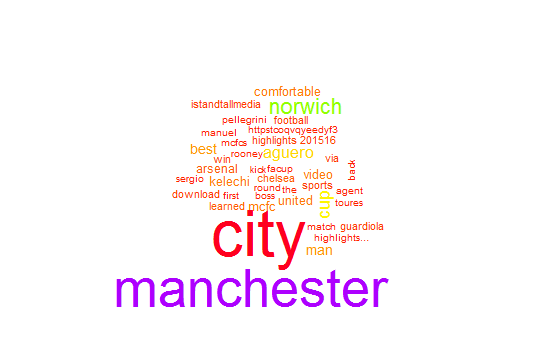 comfortable
istandtallmedia norwich
pellegrini football
manuel httpstcoqvqyeedyf3
mcfcs highlights 201516
best rooney aguero
win via
arsenal kick facup back
sergio kelechi chelsea video
round the sports
download first boss united cup agent
learned mcfc toures
city match guardiola
highlights...
man
manchester